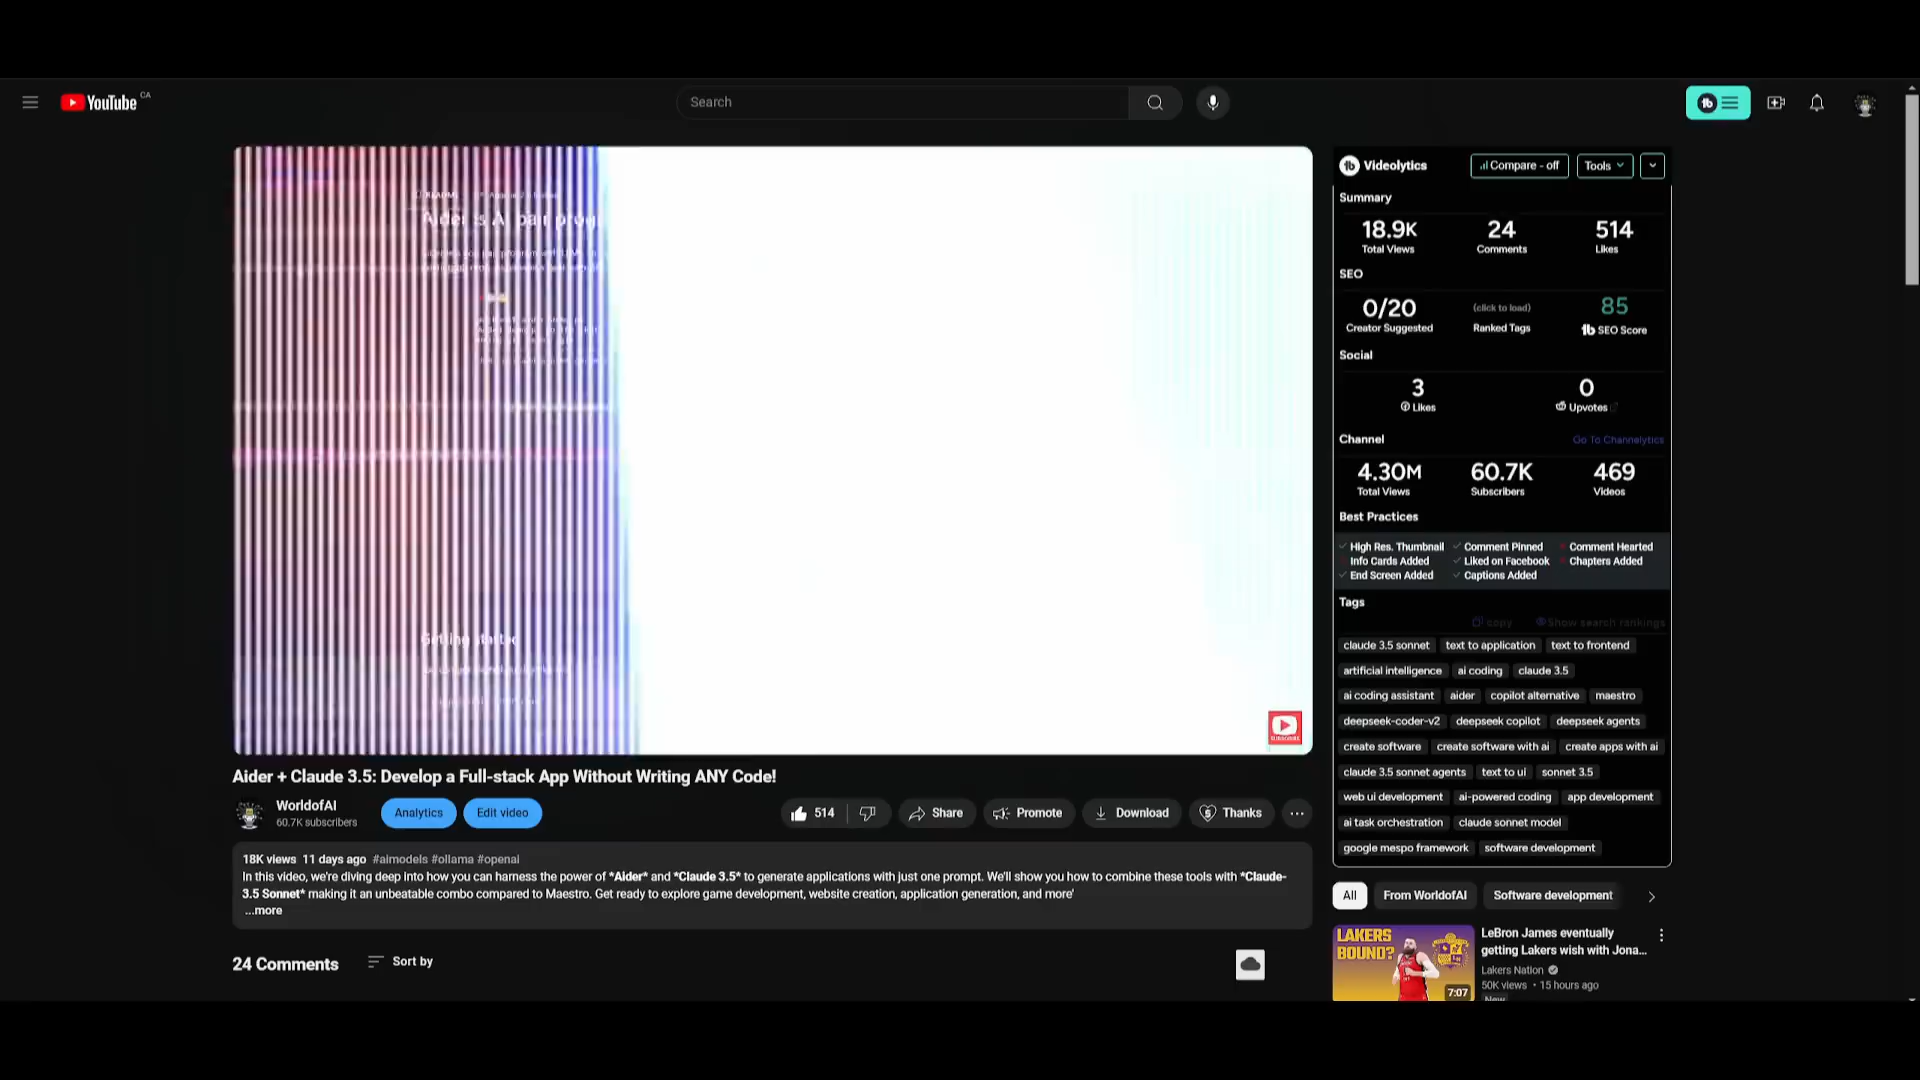 YouTube CA
Search
Aider is AI pair prog
Getting started
SUBSCRIBE
Aider + Claude 3.5: Develop a Full-stack App Without Writing ANY Code!
WorldofAI
60.7K subscribers
Analytics
Edit video
514
Share
Promote
Download
Thanks
18K views 11 days ago #aimodels #ollama #openai
In this video, we're diving deep into how you can harness the power of *Aider* and *Claude 3.5* to generate applications with just one prompt. We'll show you how to combine these tools with *Claude-
3.5 Sonnet* making it an unbeatable combo compared to Maestro. Get ready to explore game development, website creation, application generation, and more'
...more
24 Comments
Sort by
Videolytics
Compare - off
Tools
Summary
18.9K 24 514
Total Views Comments Likes
SEO
0/20 (click to load) 85
Creator Suggested Ranked Tags SEO Score
Social
3 0
Likes Upvotes
Channel Go To Channelytics
4.30M 60.7K 469
Total Views Subscribers Videos
Best Practices
High Res. Thumbnail Comment Pinned Comment Hearted
Info Cards Added Liked on Facebook Chapters Added
End Screen Added Captions Added
Tags
copy Show search rankings
claude 3.5 sonnet text to application text to frontend
artificial intelligence ai coding claude 3.5
ai coding assistant aider copilot alternative maestro
deepseek-coder-v2 deepseek copilot deepseek agents
create software create software with ai create apps with ai
claude 3.5 sonnet agents text to ui sonnet 3.5
web ui development ai-powered coding app development
ai task orchestration claude sonnet model
google mespo framework software development
All From WorldofAI Software development
LAKERS
BOUND?
7:07
LeBron James eventually
getting Lakers wish with Jona...
Lakers Nation
50K views • 15 hours ago
New